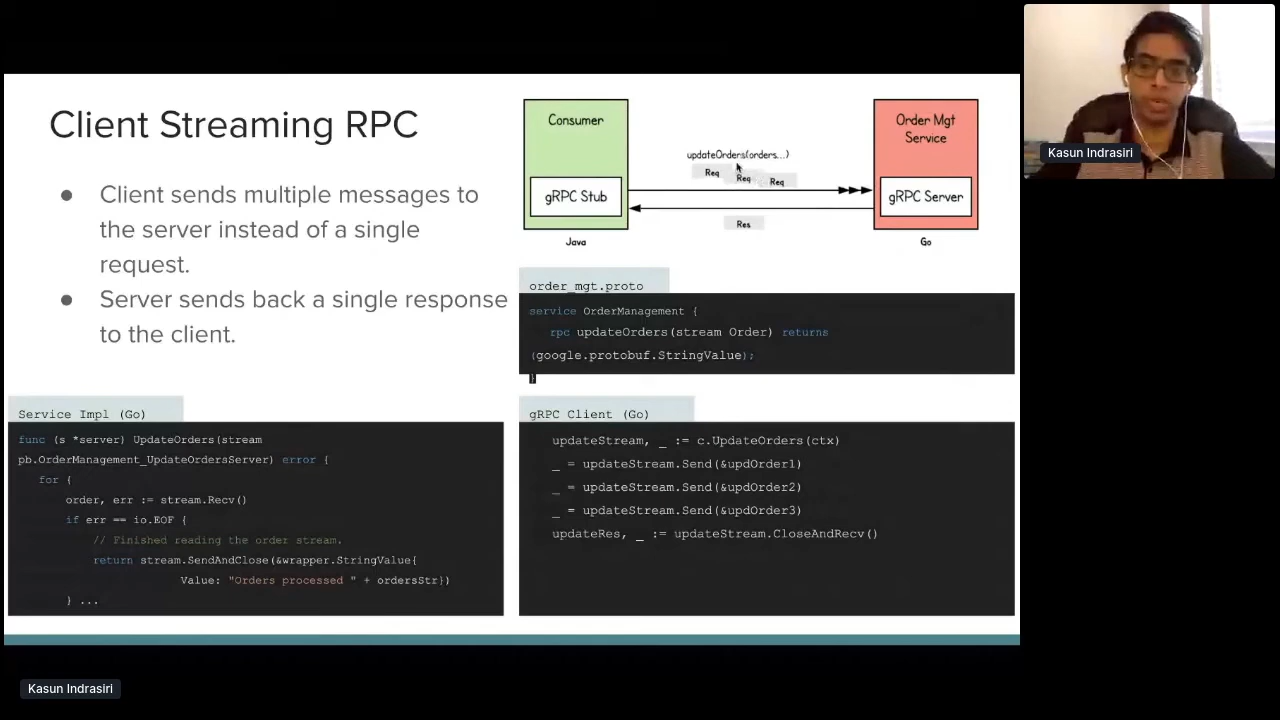 Client Streaming RPC
● Client sends multiple messages to
the server instead of a single
request.
● Server sends back a single response
to the client.
Consumer
gRPC Stub
Java
updateOrders(orders...)
Req
Req
Req
Res
Order Mgt
Service
gRPC Server
Go
Kasun Indrasiri
order_mgt.proto
service OrderManagement {
rpc updateOrders(stream Order) returns
(google.protobuf.StringValue);
}
Service Impl (Go)
func (s *server) UpdateOrders(stream
pb.OrderManagement_UpdateOrdersServer) error {
for {
order, err := stream.Recv()
if err == io.EOF {
// Finished reading the order stream.
return stream.SendAndClose(&wrapper.StringValue{
Value: "Orders processed " + ordersStr})
} ...
gRPC Client (Go)
updateStream, _ := c.UpdateOrders(ctx)
_ = updateStream.Send(&updOrder1)
_ = updateStream.Send(&updOrder2)
_ = updateStream.Send(&updOrder3)
updateRes, _ := updateStream.CloseAndRecv()
Kasun Indrasiri